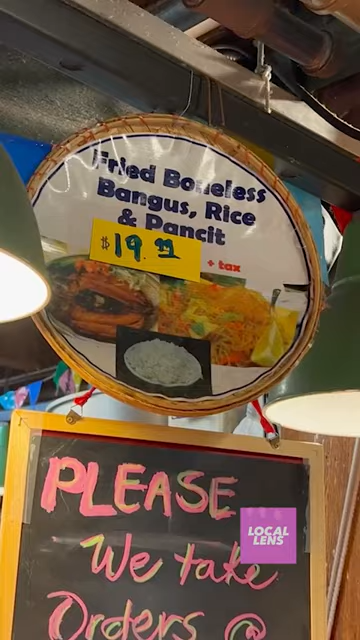 Fried Boneless
Bangus, Rice
& Pancit
$19.99
+ tax
PLEASE
We take
Orders @
LOCAL
LENS